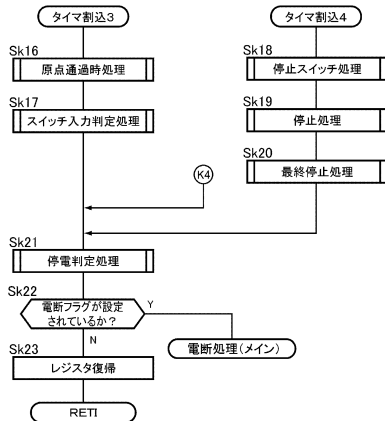 タイマ割込3
Sk16
原点通過時処理
Sk17
スイッチ入力判定処理
タイマ割込4
Sk18
停止スイッチ処理
Sk19
停止処理
Sk20
最終停止処理
K4
Sk21
停電判定処理
Sk22
電断フラグが設定
されているか？
Y
N
電断処理(メイン)
Sk23
レジスタ復帰
RETI